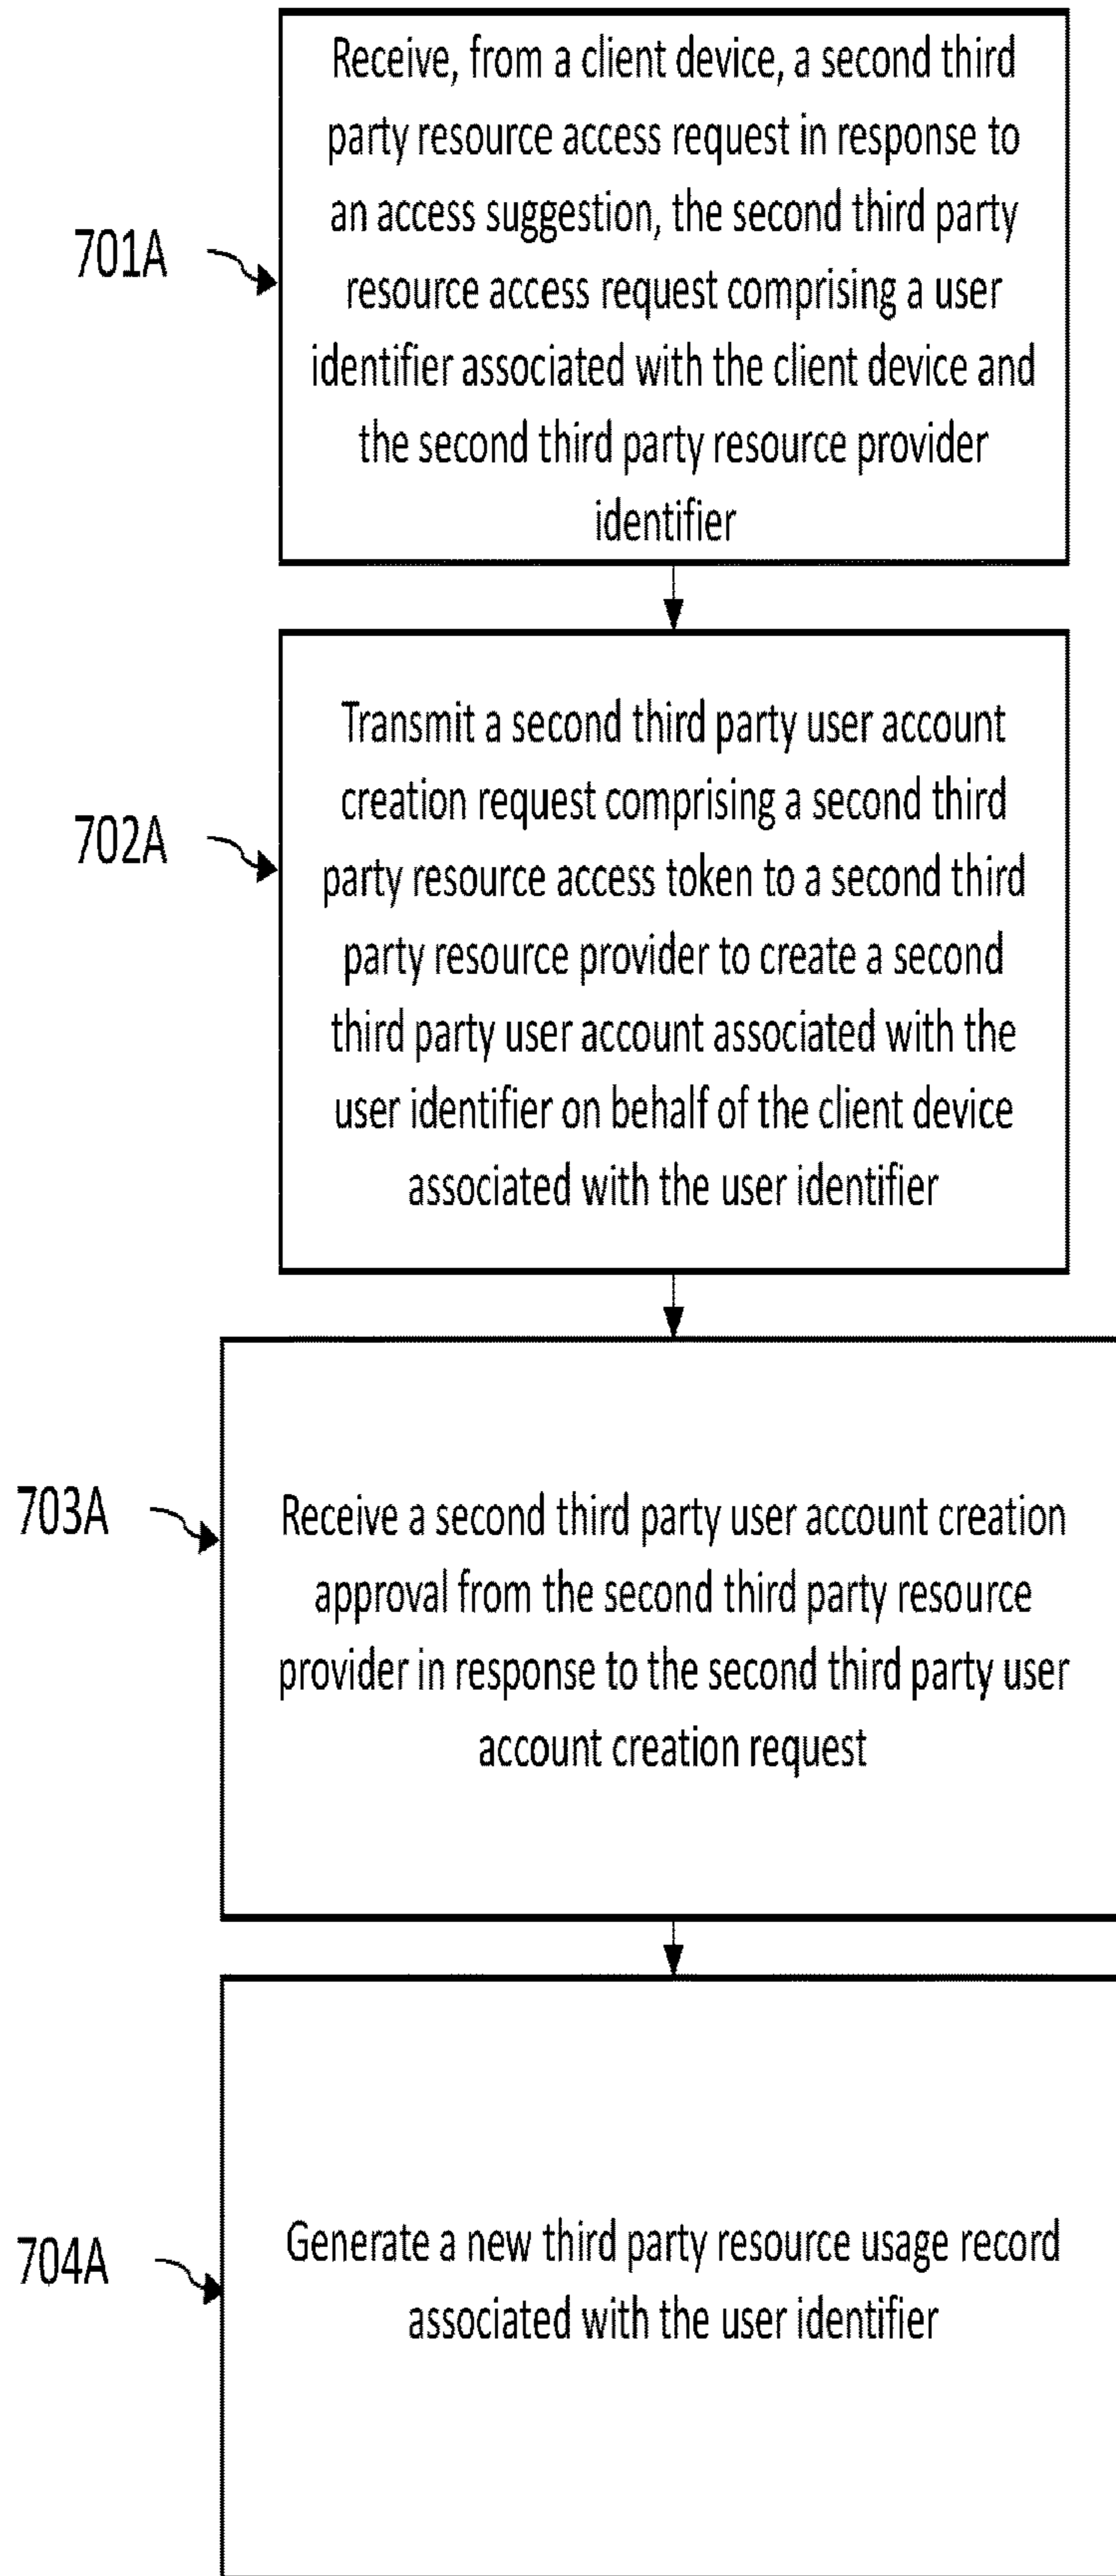 Receive, from a client device, a second third
party resource access request in response to
an access suggestion, the second third party
701A
resource access request comprising a user
identifier associated with the client device and
the second third party resource provider
identifier
Transmit a second third party user account
creation request comprising a second third
702A
party resource access token to a second third
party resource provider to create a second
third party user account associated with the
user identifier on behalf of the client device
associated with the user identifier
703A
Receive a second third party user account creation
approval from the second third party resource
provider in response to the second third party user
account creation request
704A
Generate a new third party resource usage record
associated with the user identifier